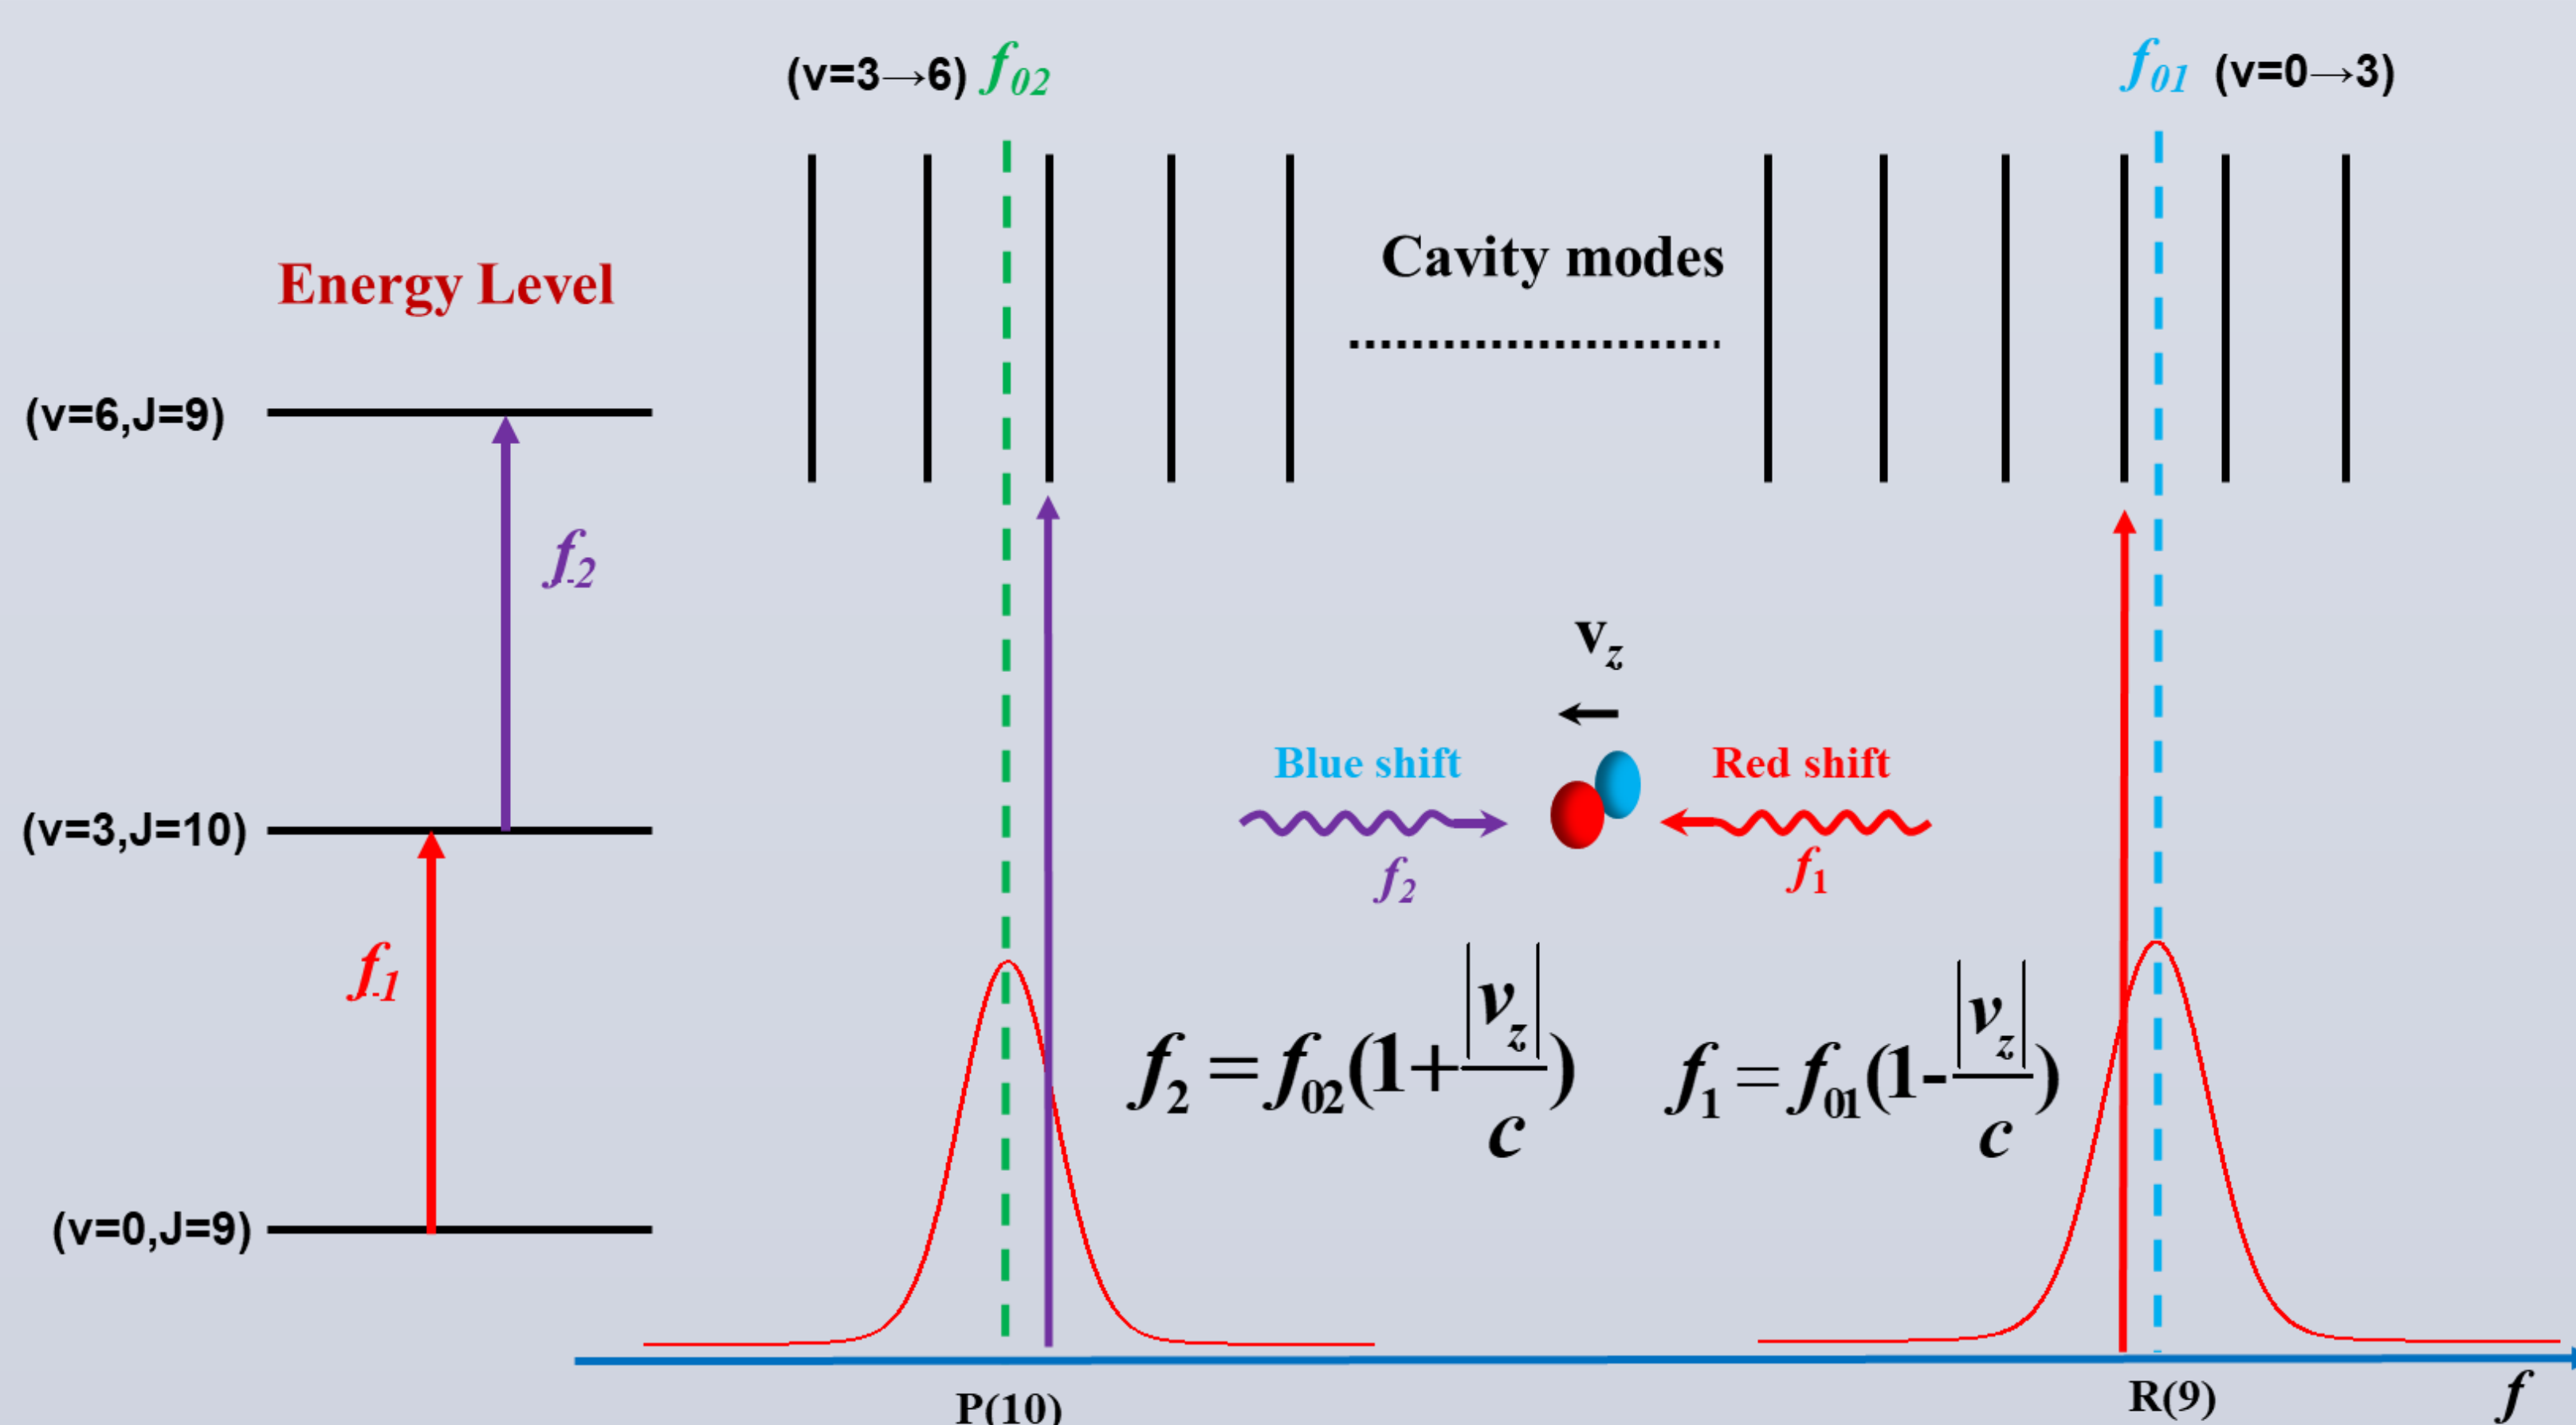 (v=3→6) f02
f01 (v=0→3)
Cavity modes
Energy Level
(v=6,J=9)
f2
(v=3,J=10)
f1
(v=0,J=9)
vz
Blue shift
Red shift
f2
f1
f2 = f02(1+|vz|/c)
f1 = f01(1-|vz|/c)
P(10)
R(9)
f